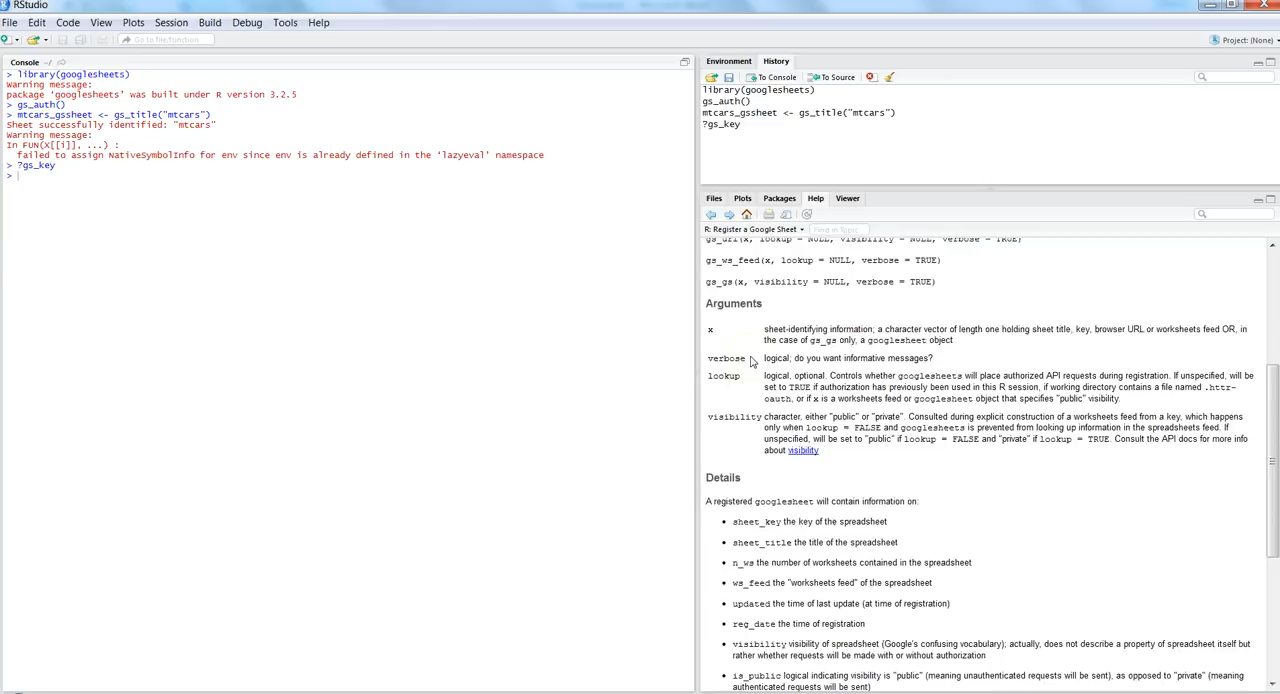 RStudio
File Edit Code View Plots Session Build Debug Tools Help
Go to file/function
Project: (None)
Console ~/
> library(googlesheets)
Warning message:
package 'googlesheets' was built under R version 3.2.5
> gs_auth()
> mtcars_gssheet <- gs_title("mtcars")
Sheet successfully identified: "mtcars"
Warning message:
In FUN(X[[i]], ...) :
failed to assign NativeSymbolInfo for env since env is already defined in the 'lazyeval' namespace
> ?gs_key
>
Environment History
To Console To Source
library(googlesheets)
gs_auth()
mtcars_gssheet <- gs_title("mtcars")
?gs_key
Files Plots Packages Help Viewer
R: Register a Google Sheet Find in Topic
gs_url(x, lookup = NULL, visibility = NULL, verbose = TRUE)
gs_ws_feed(x, lookup = NULL, verbose = TRUE)
gs_gs(x, visibility = NULL, verbose = TRUE)
Arguments
x sheet-identifying information; a character vector of length one holding sheet title, key, browser URL or worksheets feed OR, in
the case of gs_gs only, a googlesheet object
verbose logical; do you want informative messages?
lookup logical, optional. Controls whether googlesheets will place authorized API requests during registration. If unspecified, will be
set to TRUE if authorization has previously been used in this R session, if working directory contains a file named .httr-
oauth, or if x is a worksheets feed or googlesheet object that specifies "public" visibility.
visibility character, either "public" or "private". Consulted during explicit construction of a worksheets feed from a key, which happens
only when lookup = FALSE and googlesheets is prevented from looking up information in the spreadsheets feed. If
unspecified, will be set to "public" if lookup = FALSE and "private" if lookup = TRUE. Consult the API docs for more info
about visibility
Details
A registered googlesheet will contain information on:
• sheet_key the key of the spreadsheet
• sheet_title the title of the spreadsheet
• n_ws the number of worksheets contained in the spreadsheet
• ws_feed the "worksheets feed" of the spreadsheet
• updated the time of last update (at time of registration)
• reg_date the time of registration
• visibility visibility of spreadsheet (Google's confusing vocabulary); actually, does not describe a property of spreadsheet itself but
rather whether requests will be made with or without authorization
• is_public logical indicating visibility is "public" (meaning unauthenticated requests will be sent), as opposed to "private" (meaning
authenticated requests will be sent)